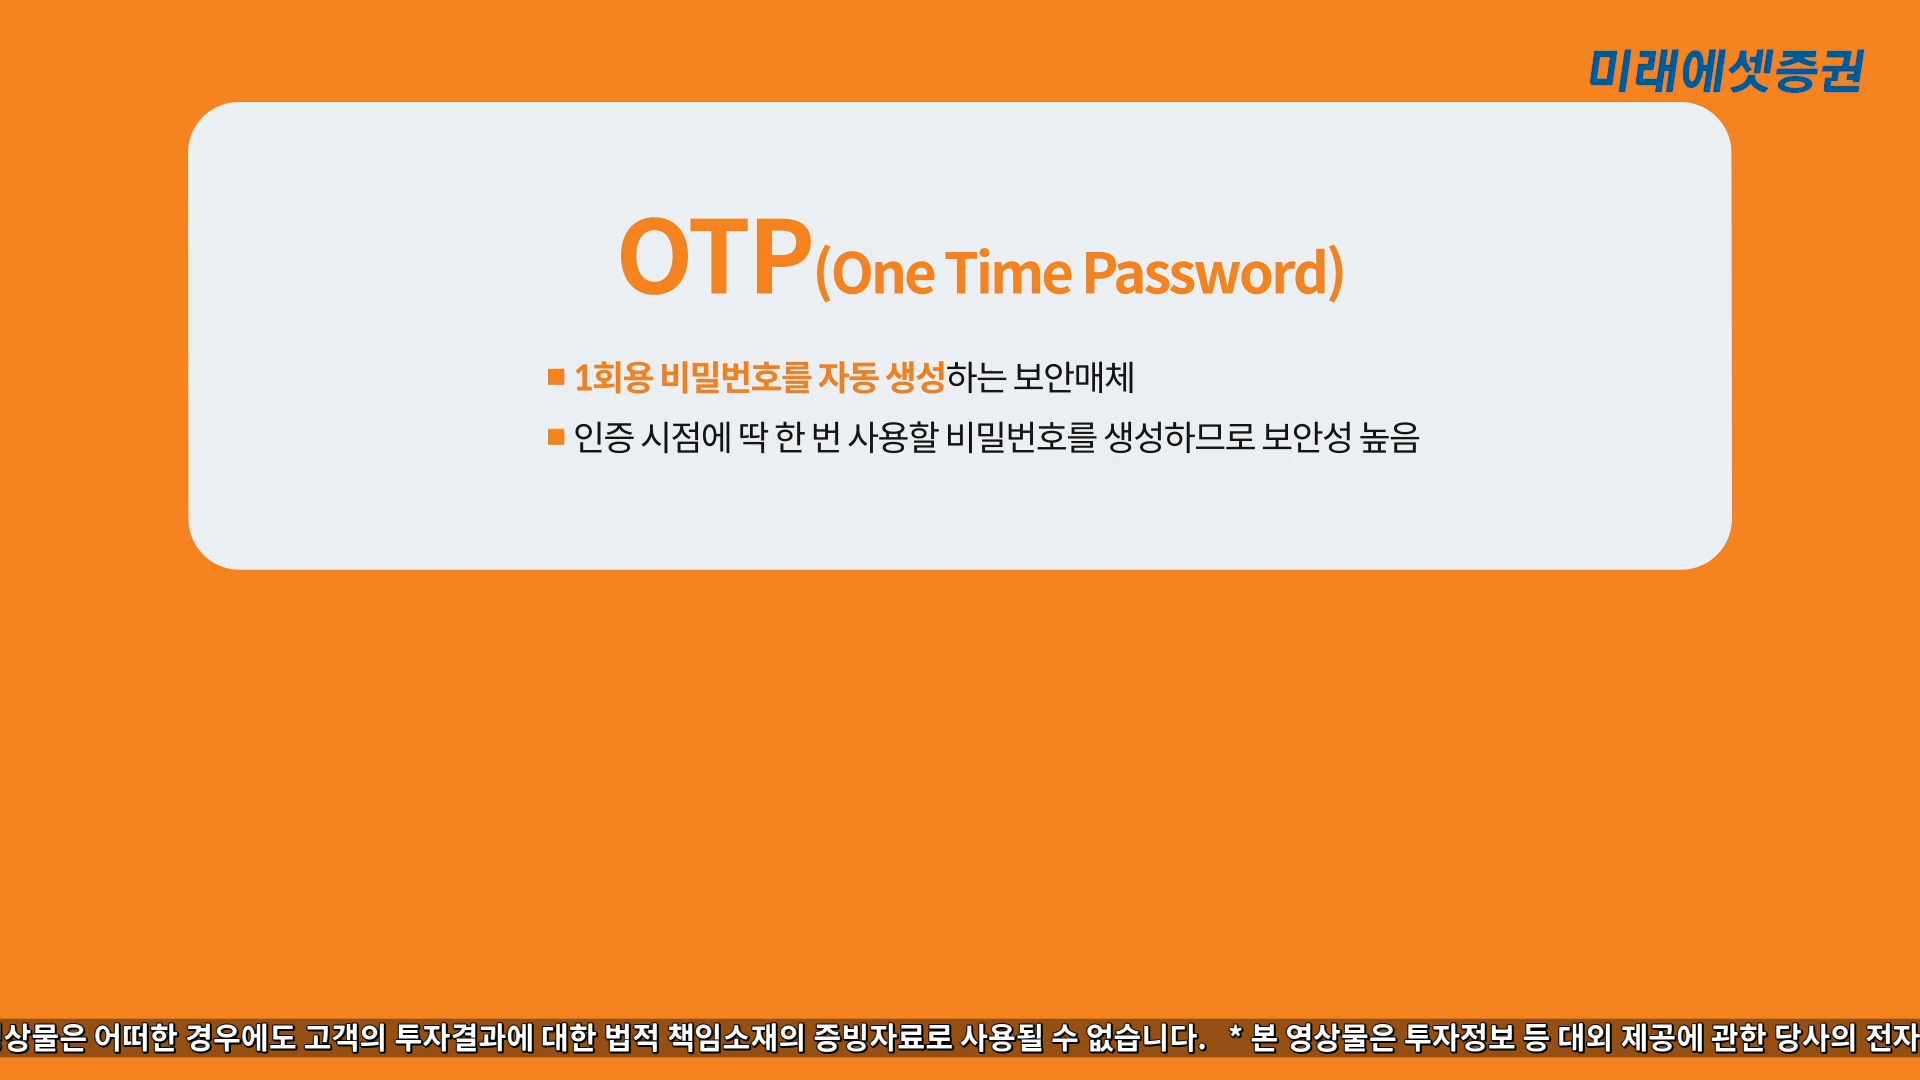 미래에셋증권
OTP(One Time Password)
■ 1회용 비밀번호를 자동 생성하는 보안매체
■ 인증 시점에 딱 한 번 사용할 비밀번호를 생성하므로 보안성 높음
상물은 어떠한 경우에도 고객의 투자결과에 대한 법적 책임소재의 증빙자료로 사용될 수 없습니다. * 본 영상물은 투자정보 등 대외 제공에 관한 당사의 전자